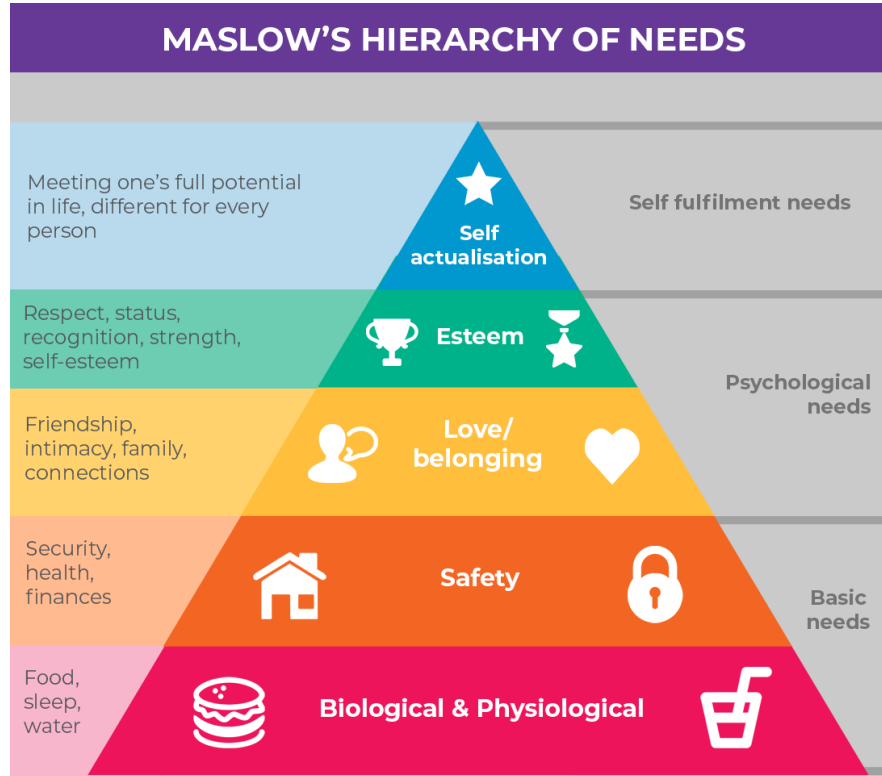 MASLOW’S HIERARCHY OF NEEDS
Meeting one’s full potential
in life, different for every
person
Self
actualisation
Self fulfilment needs
Respect, status,
recognition, strength,
self-esteem
Esteem
Psychological
needs
Friendship,
intimacy, family,
connections
Love/
belonging
Security,
health,
finances
Safety
Basic
needs
Food,
sleep,
water
Biological & Physiological